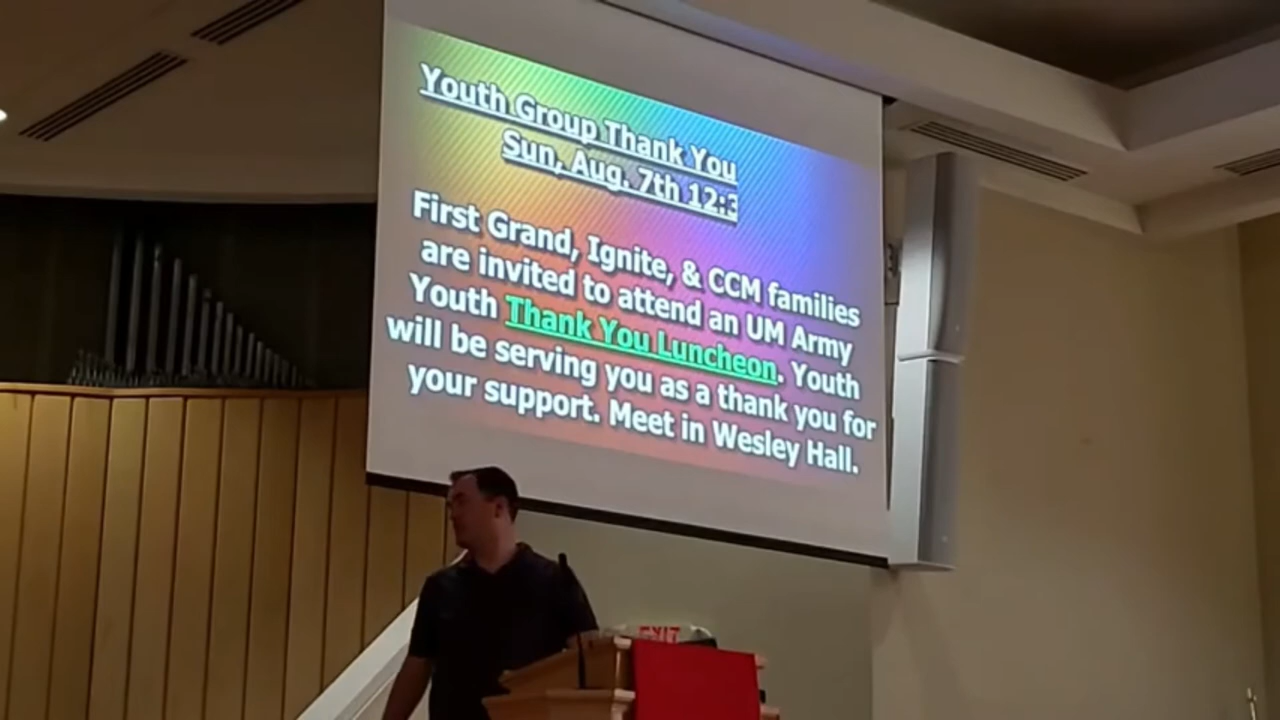 Youth Group Thank You
Sun, Aug. 7th 12:3
First Grand, Ignite, & CCM families
are invited to attend an UM Army
Youth Thank You Luncheon. Youth
will be serving you as a thank you for
your support. Meet in Wesley Hall.
EXIT